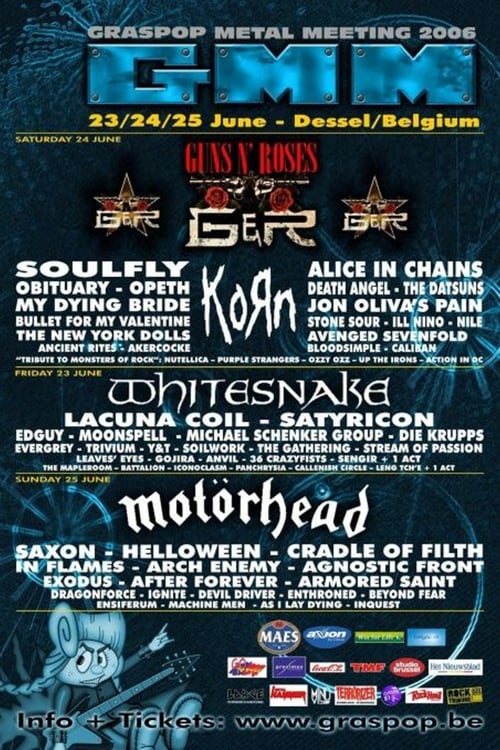 GRASPOP METAL MEETING 2006
GMM
23/24/25 June - Dessel/Belgium
SATURDAY 24 JUNE
GUNS N' ROSES
G&R G&R G&R
KoЯn
SOULFLY
OBITUARY - OPETH
MY DYING BRIDE
BULLET FOR MY VALENTINE
THE NEW YORK DOLLS
ANCIENT RITES - AKERCOCKE
ALICE IN CHAINS
DEATH ANGEL - THE DATSUNS
JON OLIVA'S PAIN
STONE SOUR - ILL NINO - NILE
AVENGED SEVENFOLD
BLOODSIMPLE - CALIBAN
"TRIBUTE TO MONSTERS OF ROCK": NUTELLICA - PURPLE STRANGERS - OZZY OZZ - UP THE IRONS - ACTION IN DC
FRIDAY 23 JUNE
WHITESNAKE
LACUNA COIL - SATYRICON
EDGUY - MOONSPELL - MICHAEL SCHENKER GROUP - DIE KRUPPS
EVERGREY - TRIVIUM - Y&T - SOILWORK - THE GATHERING - STREAM OF PASSION
LEAVES' EYES - GOJIRA - ANVIL - 36 CRAZYFISTS - SENGIR + 1 ACT
THE MAPLEROOM - BATTALION - ICONOCLASM - PANCHRYSIA - CALLENISH CIRCLE - LENG TCH'E + 1 ACT
SUNDAY 25 JUNE
motörhead
SAXON - HELLOWEEN - CRADLE OF FILTH
IN FLAMES - ARCH ENEMY - AGNOSTIC FRONT
EXODUS - AFTER FOREVER - ARMORED SAINT
DRAGONFORCE - IGNITE - DEVIL DRIVER - ENTHRONED - BEYOND FEAR
ENSIFERUM - MACHINE MEN - AS I LAY DYING - INQUEST
MAES axion
proximus Coca-Cola TMF studio brussel Het Nieuwsblad
TERRORIZER ROCK TRIBUNE
Info + Tickets: www.graspop.be